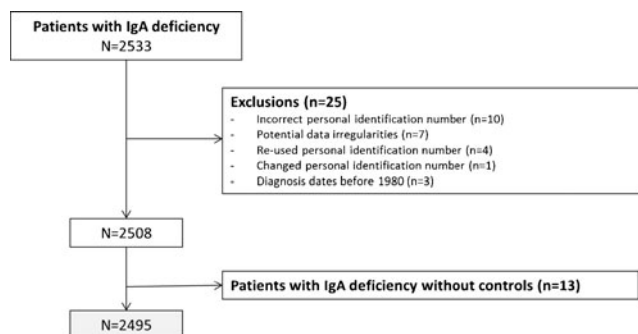 Patients with IgA deficiency
N=2533
Exclusions (n=25)
- Incorrect personal identification number (n=10)
- Potential data irregularities (n=7)
- Re-used personal identification number (n=4)
- Changed personal identification number (n=1)
- Diagnosis dates before 1980 (n=3)
N=2508
Patients with IgA deficiency without controls (n=13)
N=2495